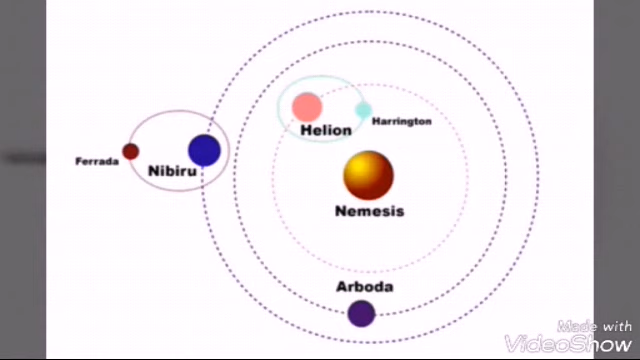 Helion
Harrington
Ferrada
Nibiru
Nemesis
Arboda
Made with
VideoShow